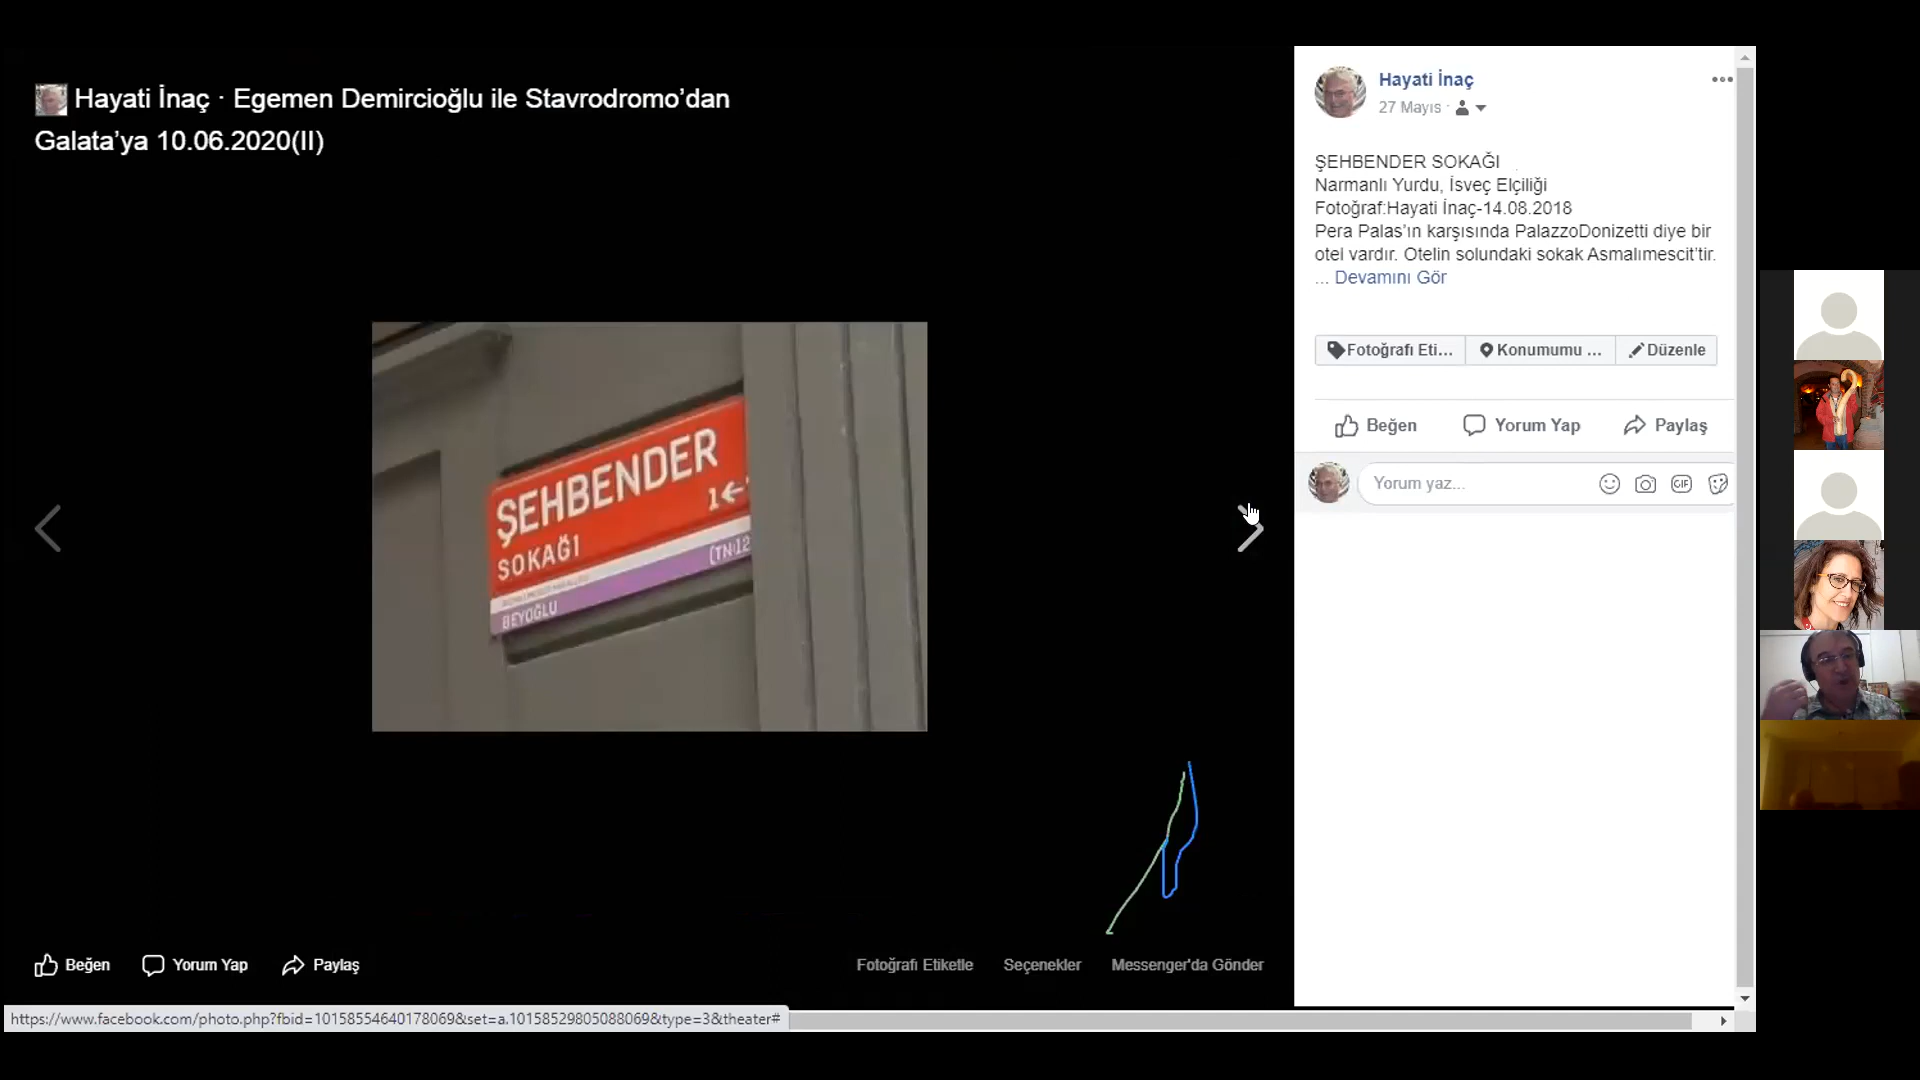 Hayati İnaç · Egemen Demircioğlu ile Stavrodromo’dan
Galata’ya 10.06.2020(II)
ŞEHBENDER
1←
SOKAĞI
(TN:12
BEYOĞLU
Beğen
Yorum Yap
Paylaş
Fotoğrafı Etiketle
Seçenekler
Messenger'da Gönder
https://www.facebook.com/photo.php?fbid=10158554640178069&set=a.10158529805088069&type=3&theater#
Hayati İnaç
27 Mayıs ·
ŞEHBENDER SOKAĞI
Narmanlı Yurdu, İsveç Elçiliği
Fotoğraf:Hayati İnaç-14.08.2018
Pera Palas’ın karşısında PalazzoDonizetti diye bir
otel vardır. Otelin solundaki sokak Asmalımescit’tir.
... Devamını Gör
Fotoğrafı Eti...
Konumumu ...
Düzenle
Beğen
Yorum Yap
Paylaş
Yorum yaz...
GIF